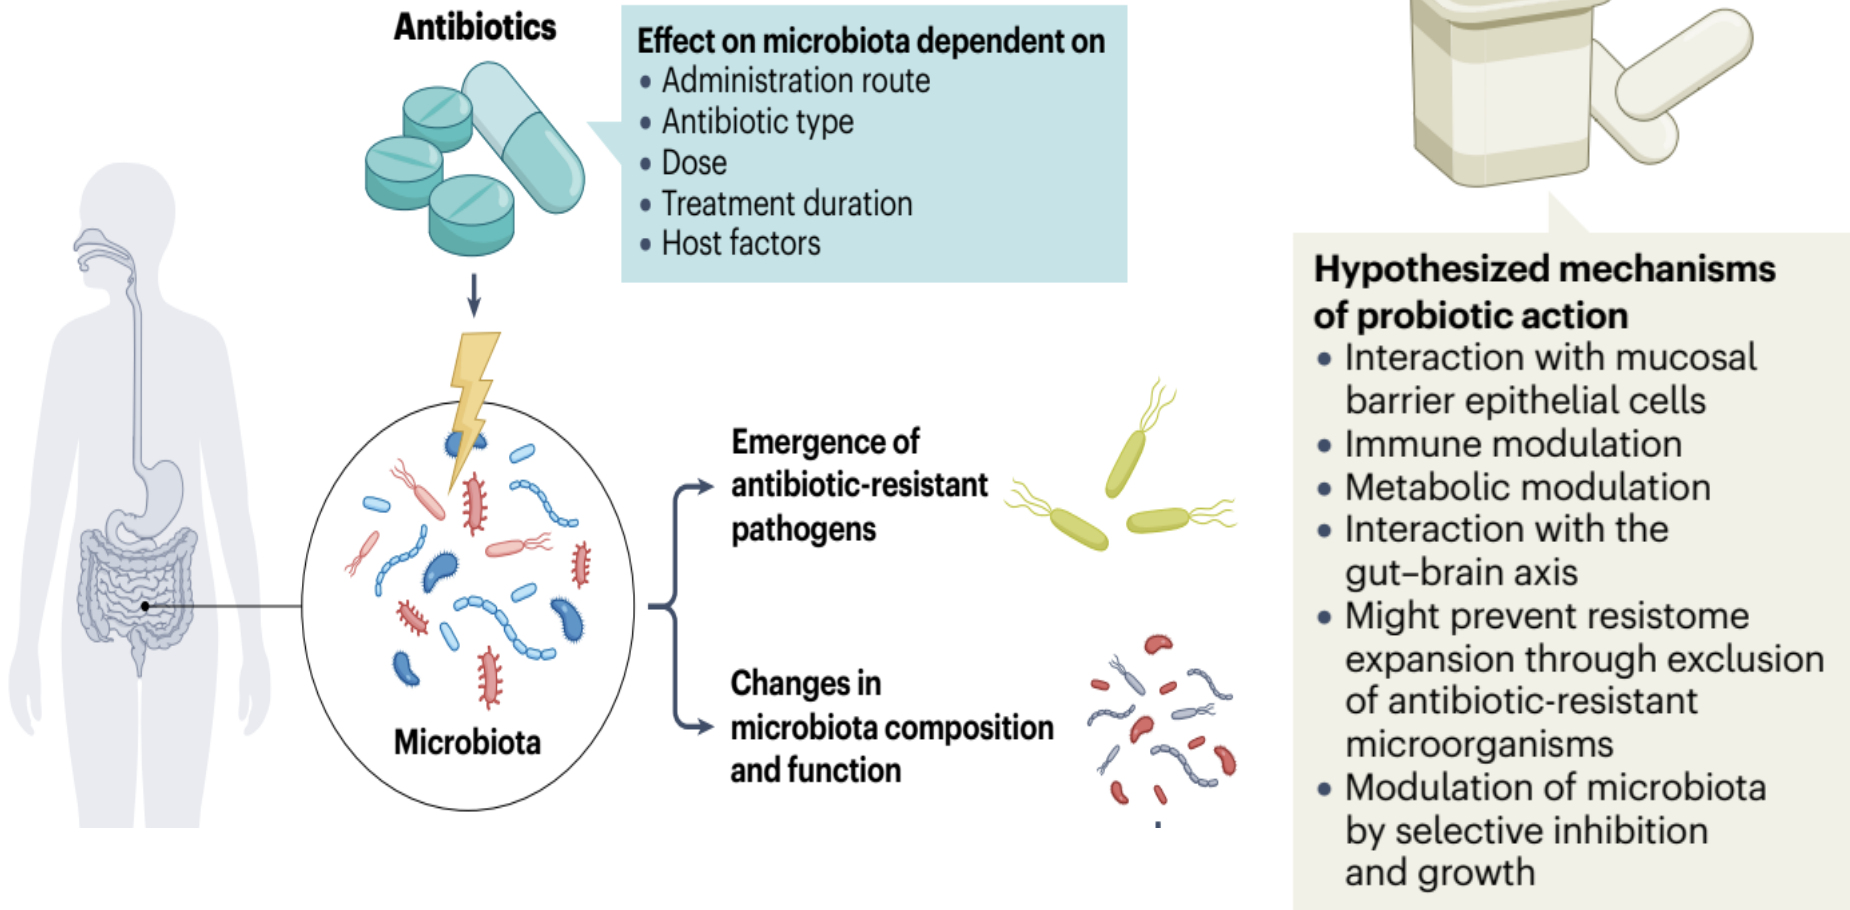 Antibiotics
Effect on microbiota dependent on
• Administration route
• Antibiotic type
• Dose
• Treatment duration
• Host factors
Microbiota
Emergence of
antibiotic-resistant
pathogens
Changes in
microbiota composition
and function
Hypothesized mechanisms
of probiotic action
• Interaction with mucosal
barrier epithelial cells
• Immune modulation
• Metabolic modulation
• Interaction with the
gut–brain axis
• Might prevent resistome
expansion through exclusion
of antibiotic-resistant
microorganisms
• Modulation of microbiota
by selective inhibition
and growth